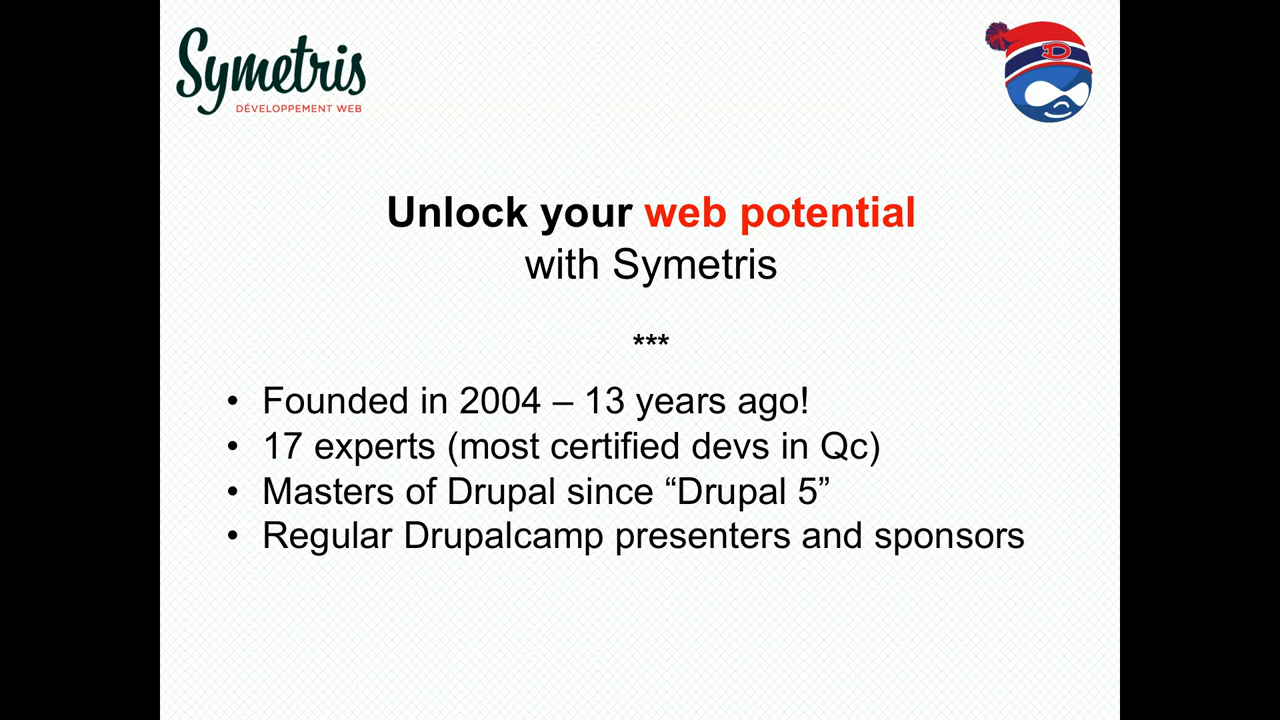 Symetris
DÉVELOPPEMENT WEB
D
Unlock your web potential
with Symetris
***
• Founded in 2004 – 13 years ago!
• 17 experts (most certified devs in Qc)
• Masters of Drupal since “Drupal 5”
• Regular Drupalcamp presenters and sponsors